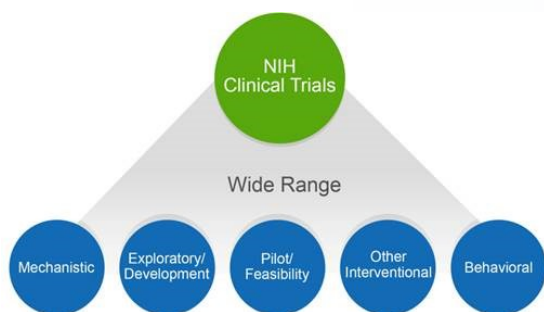 NIH
Clinical Trials
Wide Range
Mechanistic
Exploratory/
Development
Pilot/
Feasibility
Other
Interventional
Behavioral